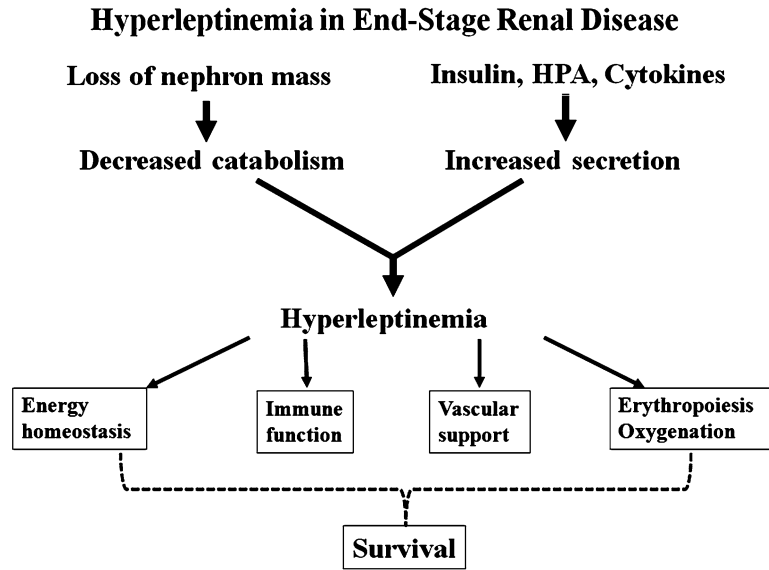 Hyperleptinemia in End-Stage Renal Disease
Loss of nephron mass
Insulin, HPA, Cytokines
Decreased catabolism
Increased secretion
Hyperleptinemia
Energy
homeostasis
Immune
function
Vascular
support
Erythropoiesis
Oxygenation
Survival